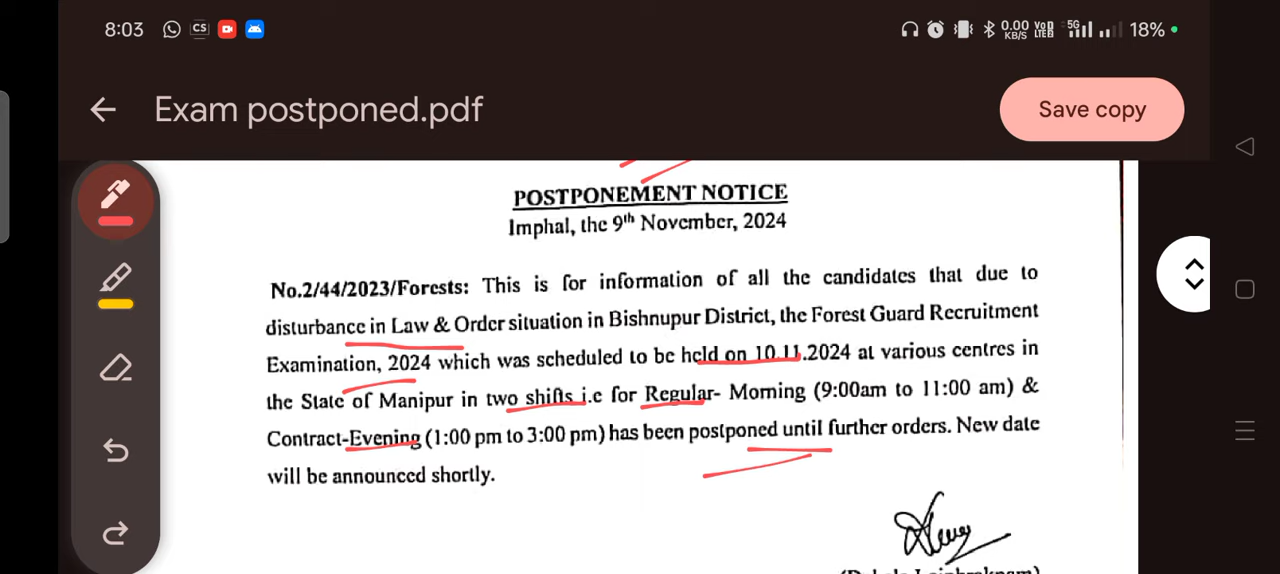 8:03 CS 0.00 KB/S VoD LTE2 5G 18%
Exam postponed.pdf Save copy
POSTPONEMENT NOTICE
Imphal, the 9th November, 2024
No.2/44/2023/Forests: This is for information of all the candidates that due to
disturbance in Law & Order situation in Bishnupur District, the Forest Guard Recruitment
Examination, 2024 which was scheduled to be held on 10.11.2024 at various centres in
the State of Manipur in two shifts i.e for Regular- Morning (9:00am to 11:00 am) &
Contract-Evening (1:00 pm to 3:00 pm) has been postponed until further orders. New date
will be announced shortly.